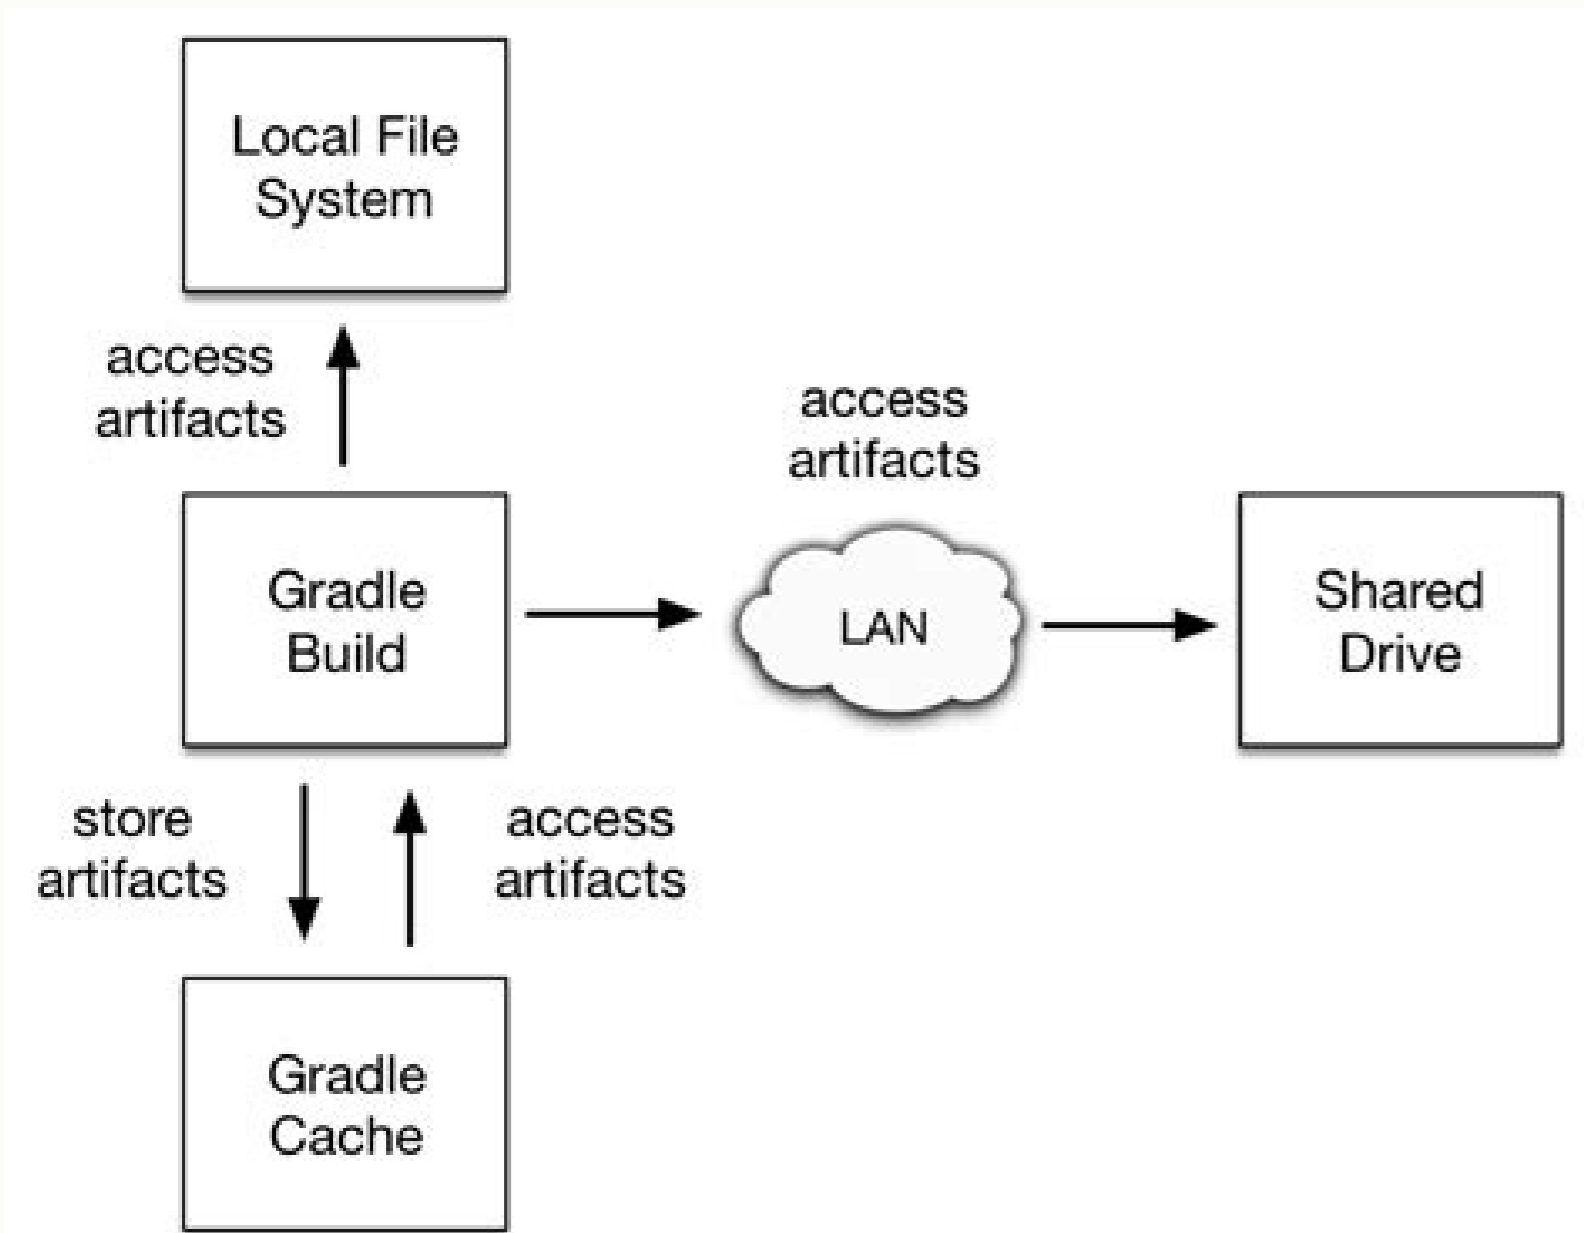 Local File
System
access
artifacts
access
artifacts
Gradle
Build
LAN
Shared
Drive
store
artifacts
access
artifacts
Gradle
Cache